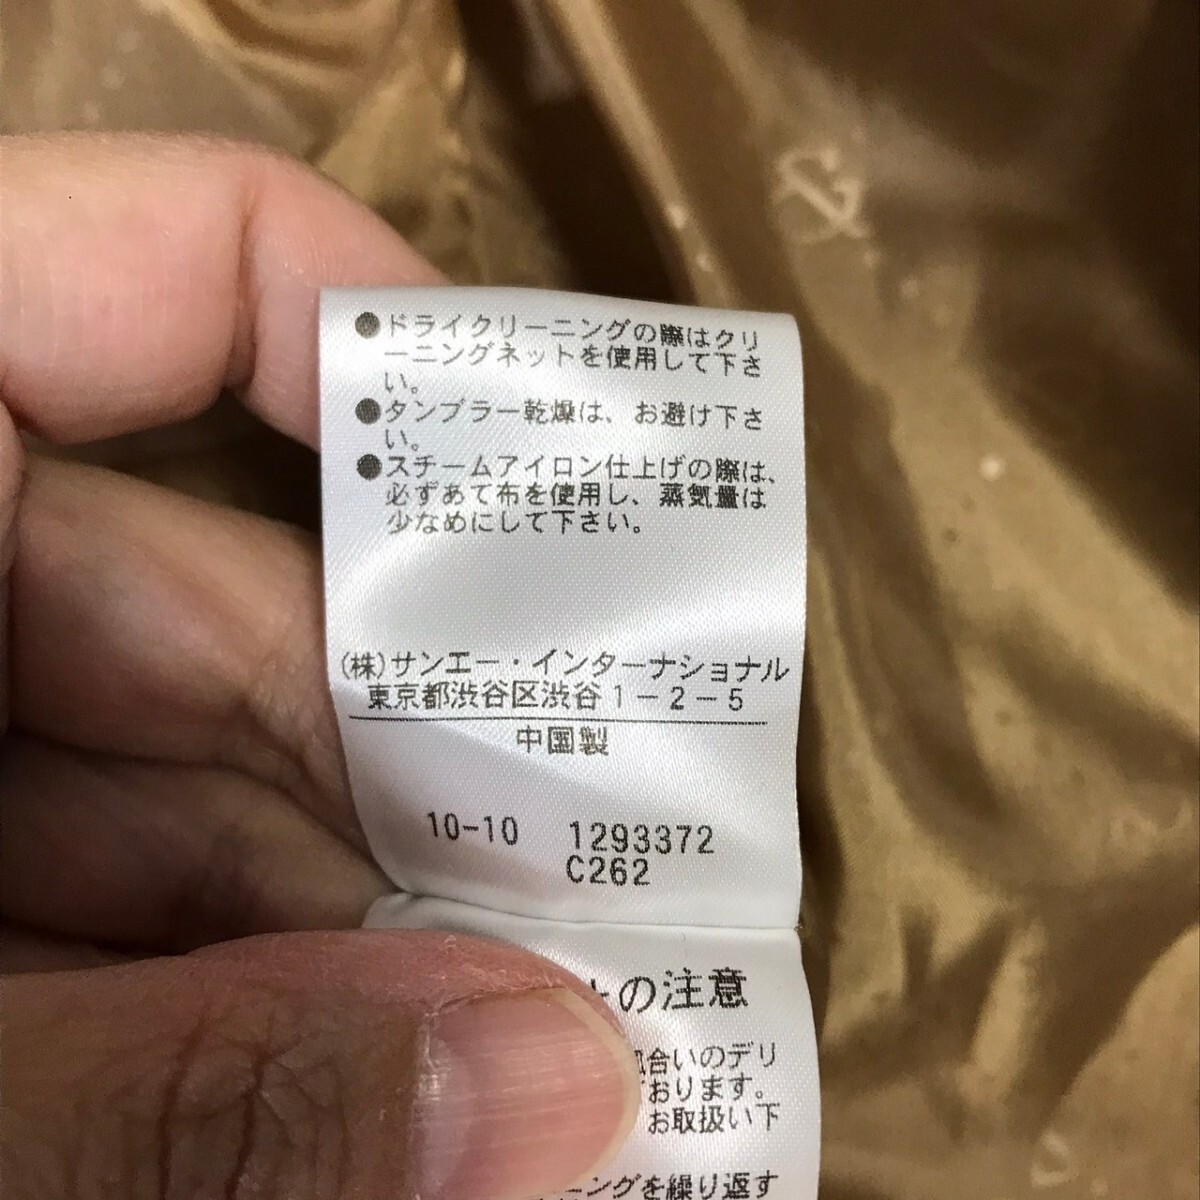 ●ドライクリーニングの際はクリ
ーニングネットを使用して下さ
い。
●タンブラー乾燥は、お避け下さ
い。
●スチームアイロン仕上げの際は、
必ずあて布を使用し、蒸気量は
少なめにして下さい。
(株)サンエー・インターナショナル
東京都渋谷区渋谷1-2-5
中国製
10-10 1293372
C262
の注意
合いのデリ
おります。
お取扱い下
ニングを繰り返す
&